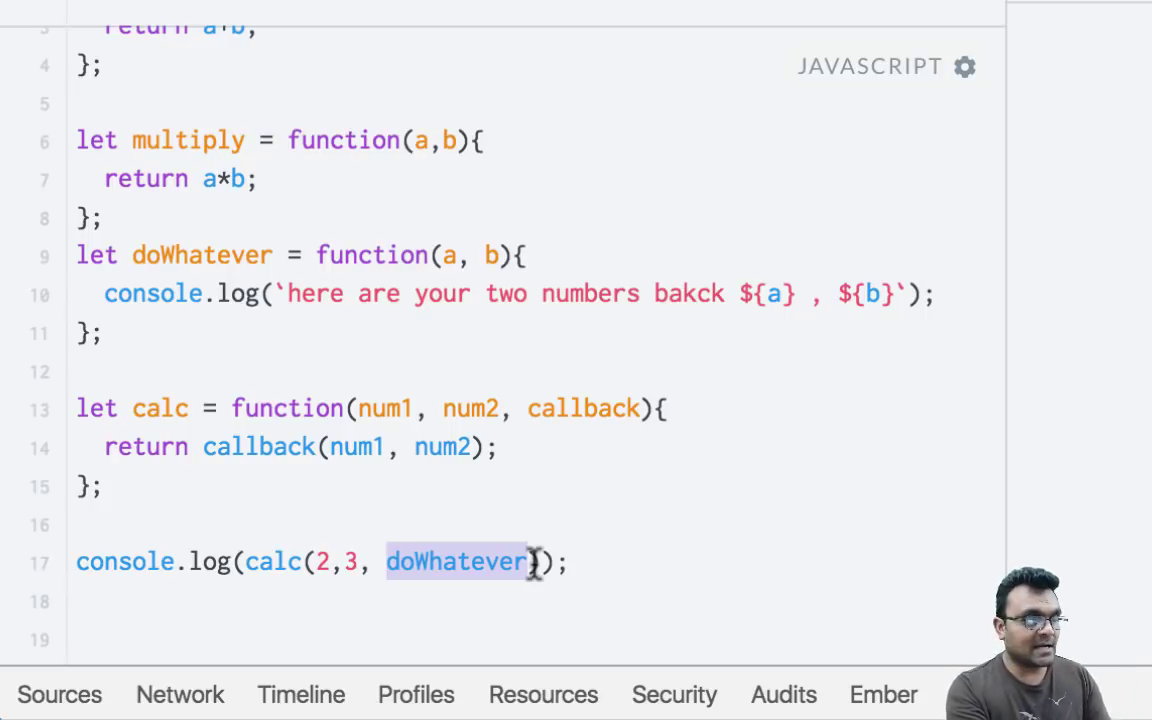 3 return a+b;
4 };
JAVASCRIPT
5
6 let multiply = function(a,b){
7 return a*b;
8 };
9 let doWhatever = function(a, b){
10 console.log(`here are your two numbers bakck ${a} , ${b}`);
11 };
12
13 let calc = function(num1, num2, callback){
14 return callback(num1, num2);
15 };
16
17 console.log(calc(2,3, doWhatever));
18
19
Sources Network Timeline Profiles Resources Security Audits Ember